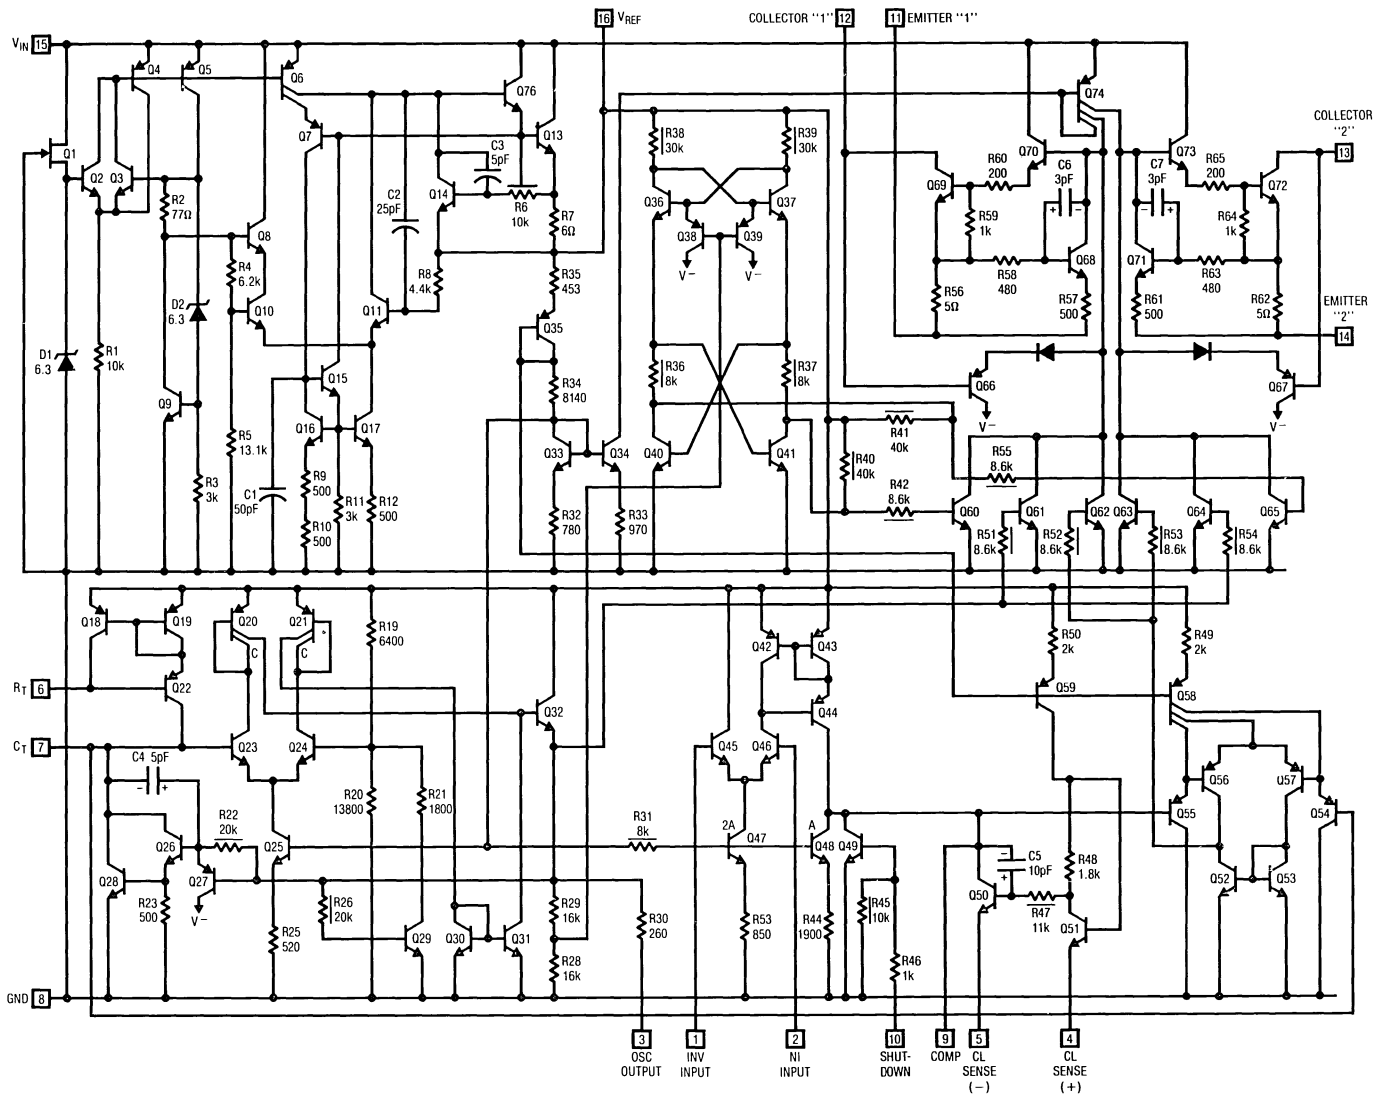 16 VREF
COLLECTOR "1" 12
11 EMITTER "1"
VIN 15
Q4
Q5
Q6
Q76
Q74
Q7
Q13
R38
30k
R39
30k
COLLECTOR
"2"
13
Q1
Q2
Q3
C3
5pF
Q70
C6
3pF
C7
3pF
Q73
R60
200
R65
200
Q69
Q72
R2
77Ω
C2
25pF
Q14
R6
10k
Q36
Q37
R59
1k
R64
1k
R7
6Ω
Q8
Q38
Q39
R4
6.2k
R8
4.4k
R35
453
V−
V−
R58
480
Q68
Q71
R63
480
D2
6.3
Q10
Q11
R56
5Ω
R57
500
R61
500
R62
5Ω
EMITTER
"2"
14
Q35
D1
6.3
R1
10k
Q15
R34
8140
R36
8k
R37
8k
Q66
Q67
V−
V−
Q9
Q16
Q17
R5
13.1k
Q33
Q34
Q40
Q41
R41
40k
R40
40k
R55
8.6k
R42
8.6k
R3
3k
C1
50pF
R9
500
R10
500
R11
3k
R12
500
R32
780
R33
970
Q60
Q61
Q62
Q63
Q64
Q65
R51
8.6k
R52
8.6k
R53
8.6k
R54
8.6k
Q18
Q19
Q20
Q21
R19
6400
C
C
Q42
Q43
R50
2k
R49
2k
RT 6
Q22
Q59
Q58
Q32
Q44
CT 7
Q23
Q24
Q45
Q46
C4 5pF
− +
R20
13800
R21
1800
Q56
Q57
Q55
Q54
R22
20k
R31
8k
2A
Q47
A
Q48
Q49
Q26
Q25
C5
10pF
R48
1.8k
Q28
Q27
V−
R23
500
R26
20k
R29
16k
R30
260
Q50
R47
11k
Q51
Q52
Q53
R25
520
Q29
Q30
Q31
R28
16k
R53
850
R44
1900
R45
10k
R46
1k
GND 8
3
OSC
OUTPUT
1
INV
INPUT
2
NI
INPUT
10
SHUT-
DOWN
9
COMP
5
CL
SENSE
(−)
4
CL
SENSE
(+)